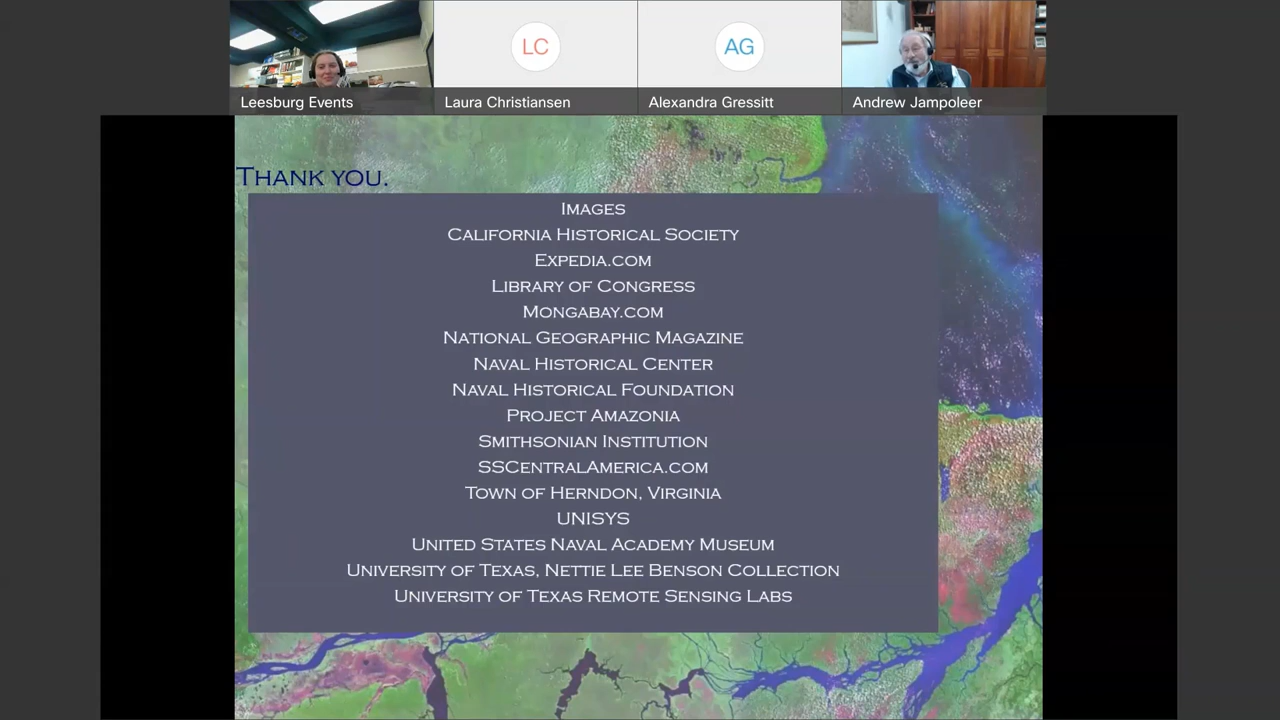 LC
AG
Leesburg Events
Laura Christiansen
Alexandra Gressitt
Andrew Jampoleer
Thank you.
Images
California Historical Society
Expedia.com
Library of Congress
Mongabay.com
National Geographic Magazine
Naval Historical Center
Naval Historical Foundation
Project Amazonia
Smithsonian Institution
SSCentralAmerica.com
Town of Herndon, Virginia
UNISYS
United States Naval Academy Museum
University of Texas, Nettie Lee Benson Collection
University of Texas Remote Sensing Labs